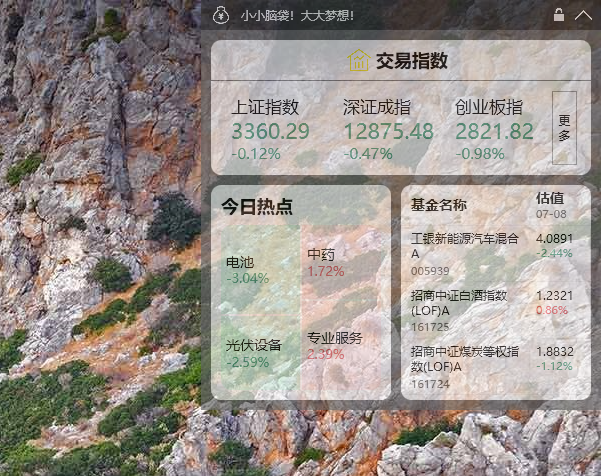 小小脑袋！大大梦想！
交易指数
上证指数 深证成指 创业板指
3360.29 12875.48 2821.82
-0.12% -0.47% -0.98%
更
多
今日热点
电池
-3.04%
中药
1.72%
光伏设备
-2.59%
专业服务
2.39%
基金名称 估值
07-08
工银新能源汽车混合 4.0891
A -2.44%
005939
招商中证白酒指数 1.2321
(LOF)A 0.86%
161725
招商中证煤炭等权指 1.8832
数(LOF)A -1.12%
161724